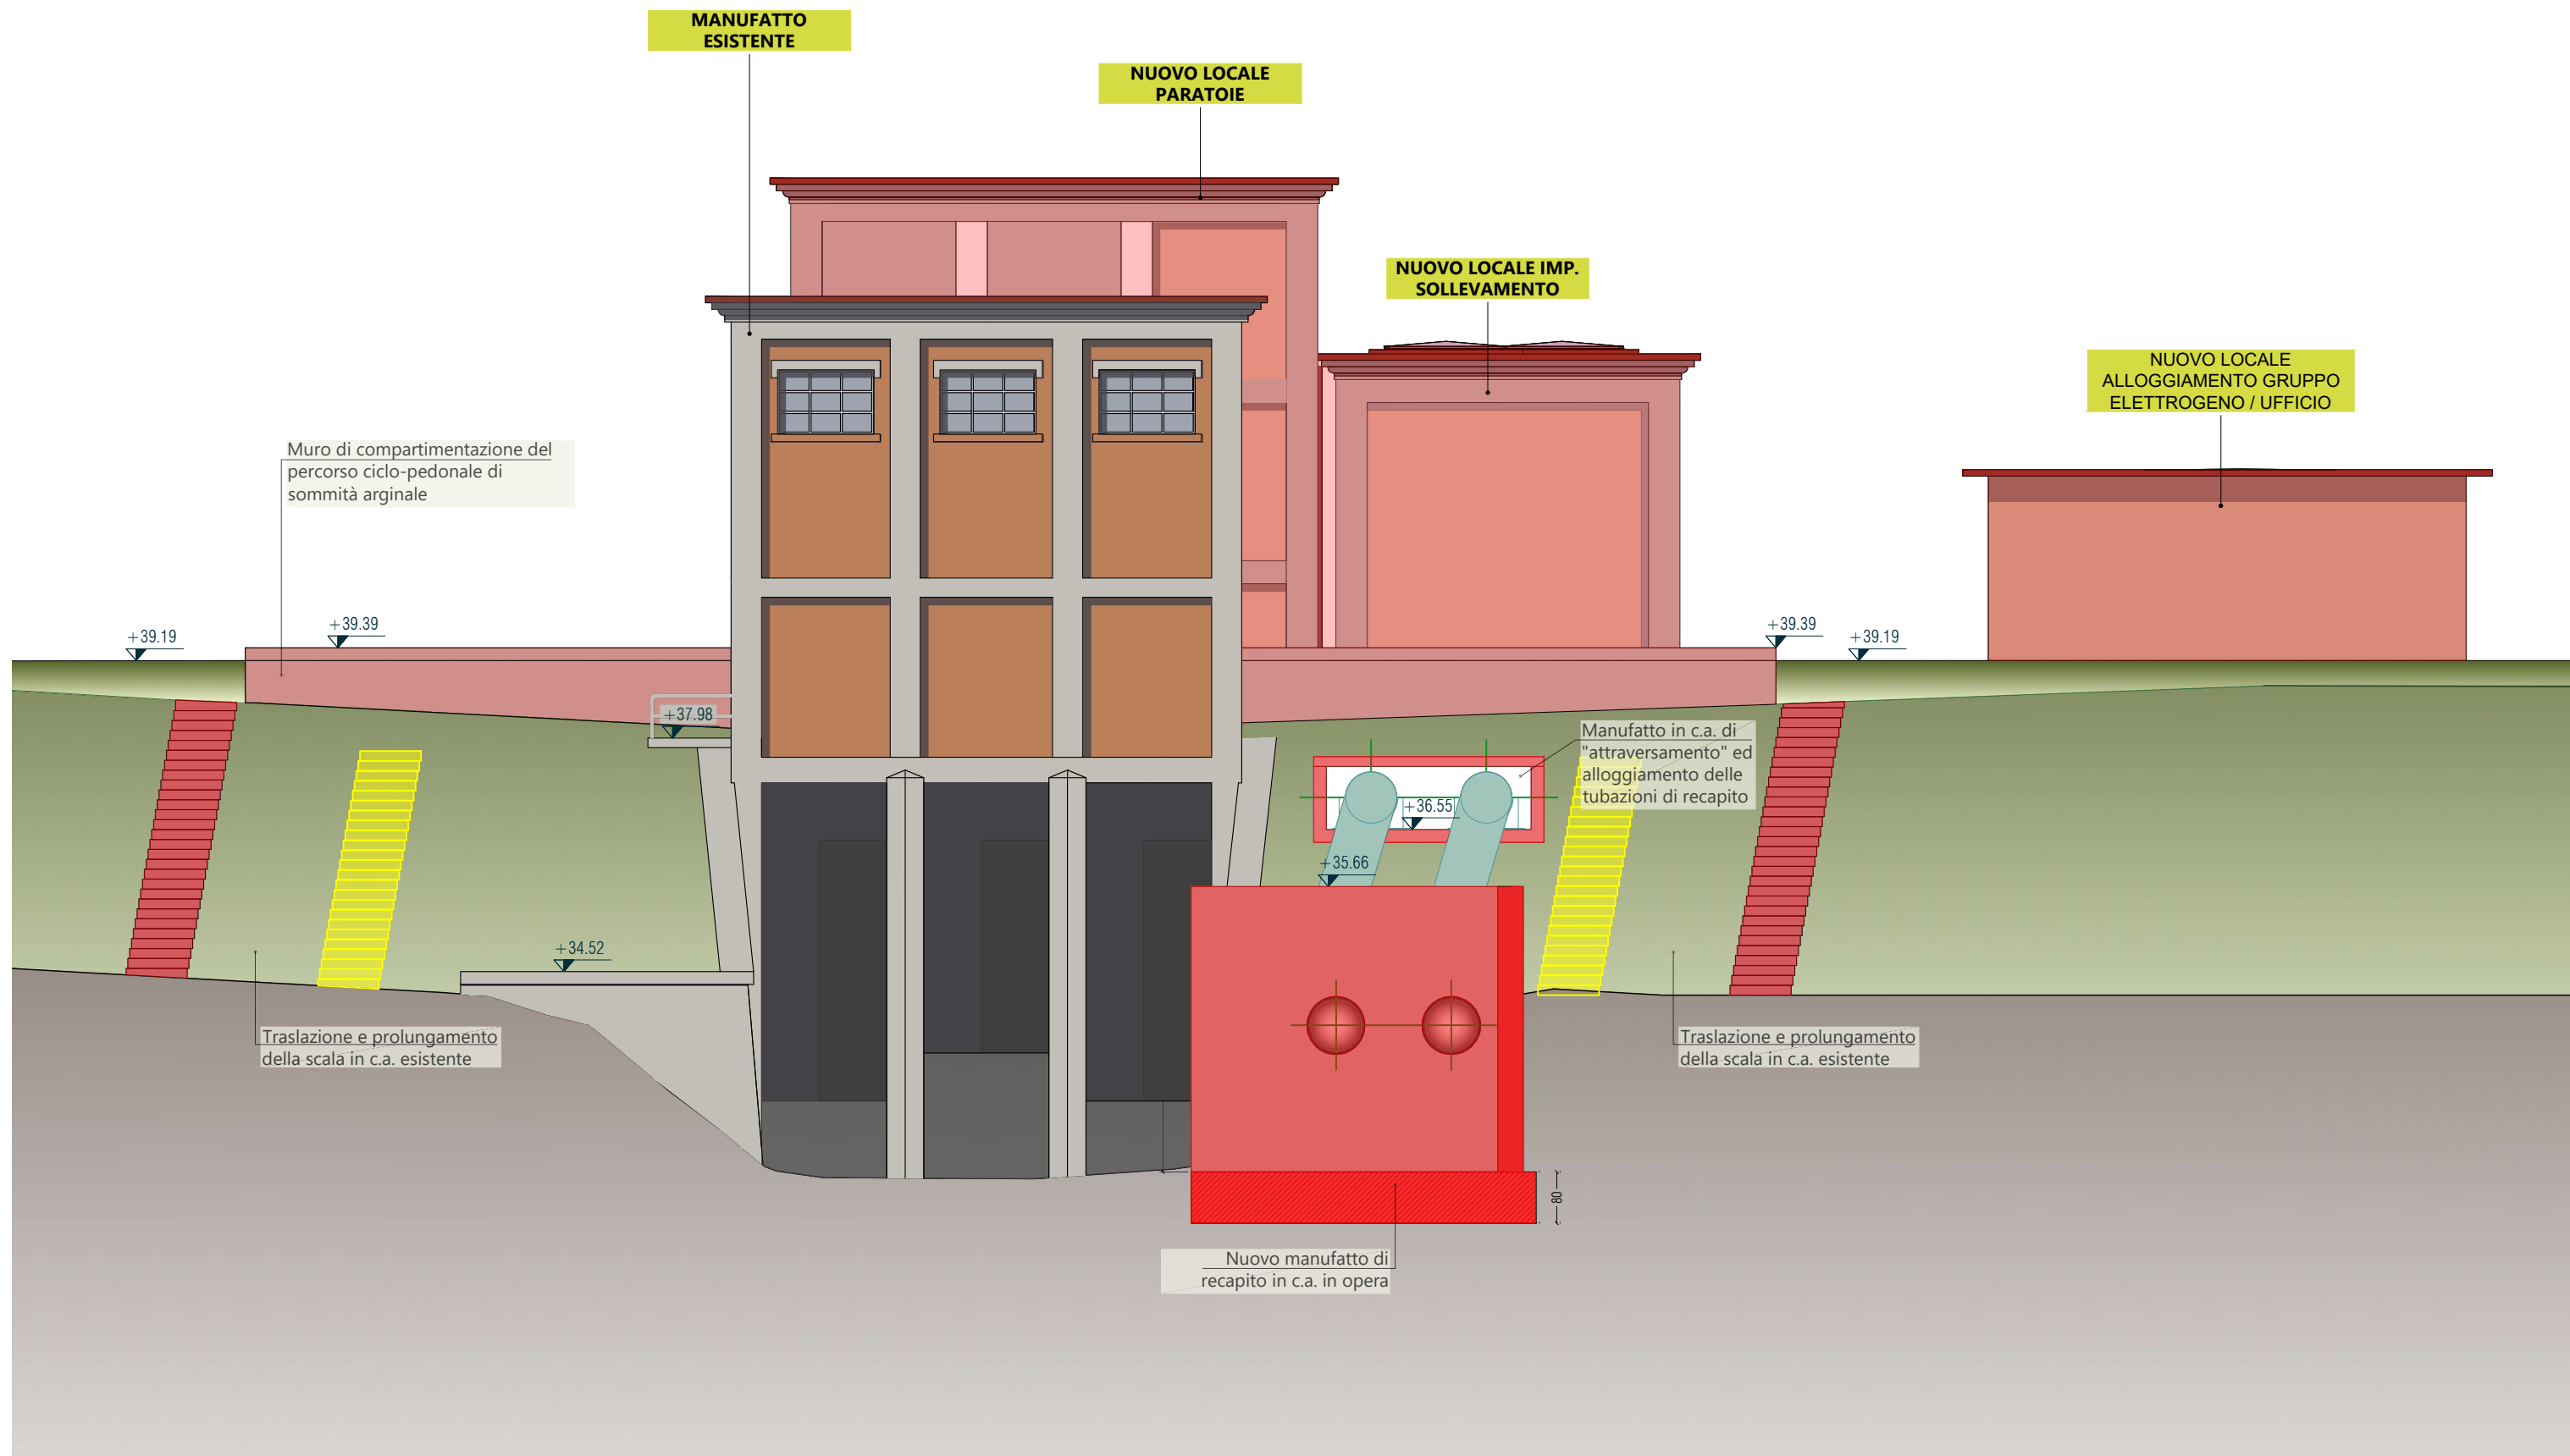 MANUFATTO
ESISTENTE
NUOVO LOCALE
PARATOIE
NUOVO LOCALE IMP.
SOLLEVAMENTO
NUOVO LOCALE
ALLOGGIAMENTO GRUPPO
ELETTROGENO / UFFICIO
Muro di compartimentazione del
percorso ciclo-pedonale di
sommità arginale
+39.19
+39.39
+39.39
+39.19
+37.98
Manufatto in c.a. di
"attraversamento" ed
alloggiamento delle
tubazioni di recapito
+36.55
+35.66
+34.52
Traslazione e prolungamento
della scala in c.a. esistente
Traslazione e prolungamento
della scala in c.a. esistente
80
Nuovo manufatto di
recapito in c.a. in opera